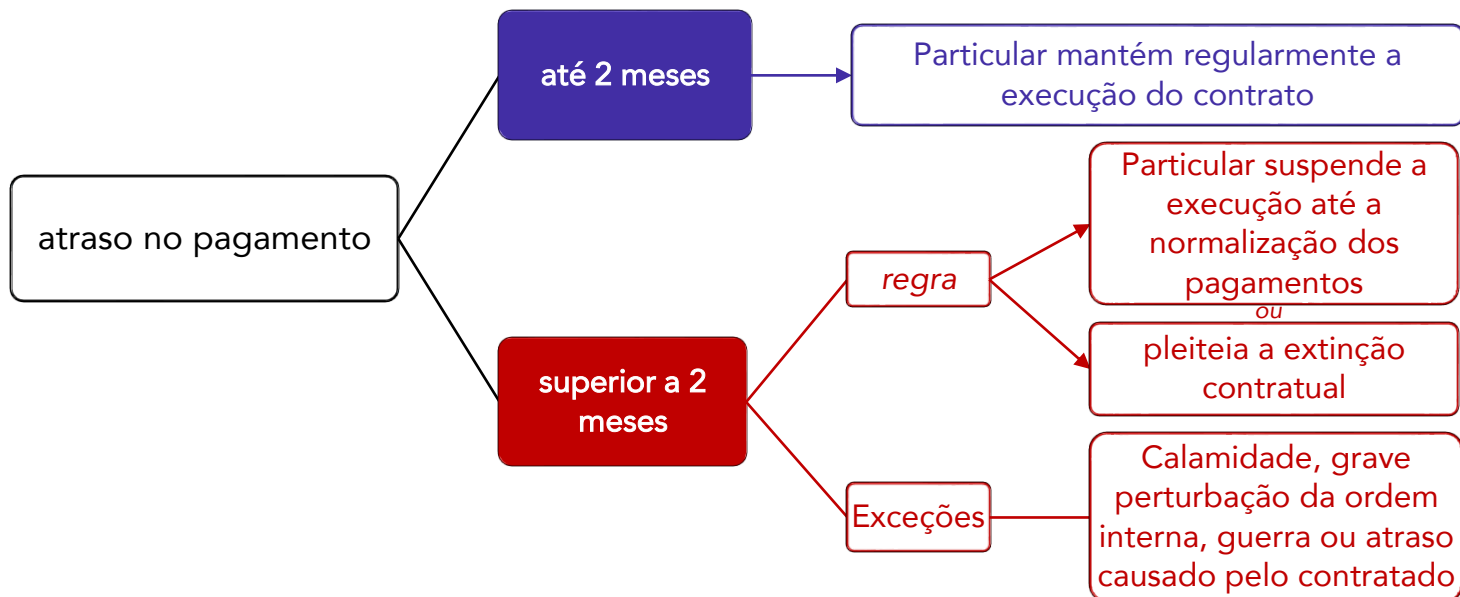 até 2 meses
Particular mantém regularmente a
execução do contrato
atraso no pagamento
superior a 2
meses
regra
Particular suspende a
execução até a
normalização dos
pagamentos
ou
pleiteia a extinção
contratual
Exceções
Calamidade, grave
perturbação da ordem
interna, guerra ou atraso
causado pelo contratado